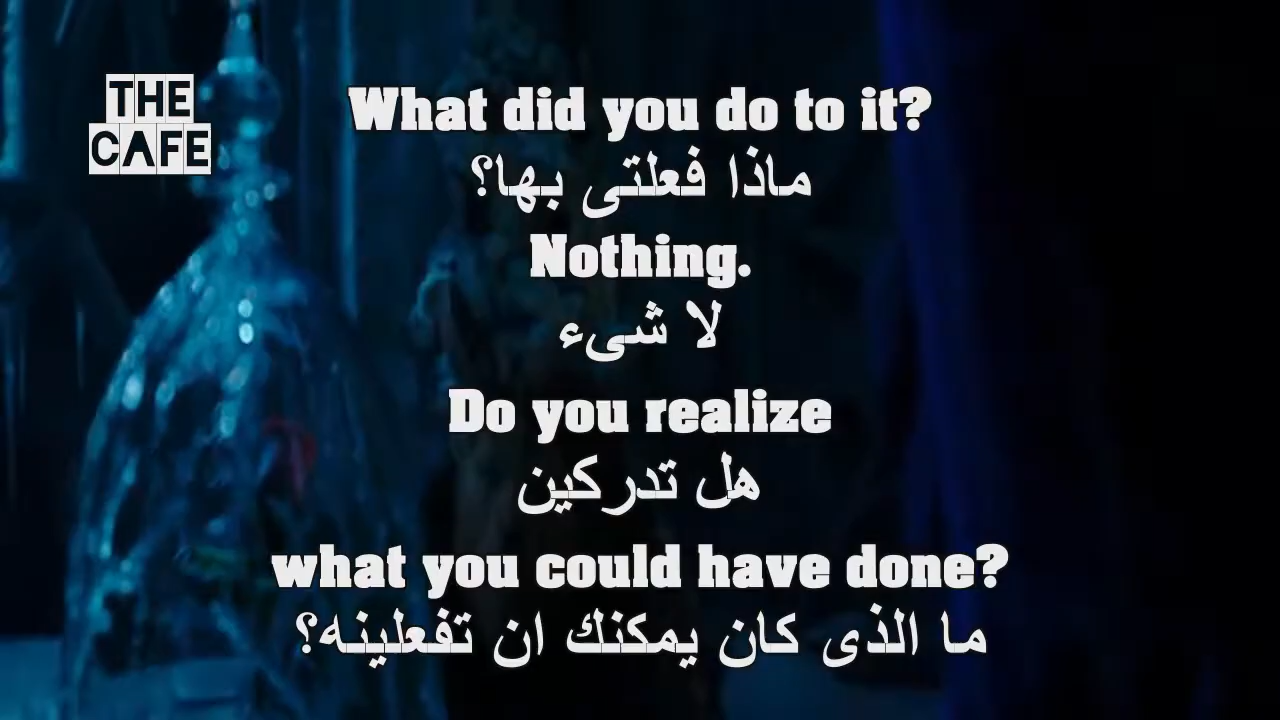 THE
CAFE
What did you do to it?
ماذا فعلتى بها؟
Nothing.
لا شىء
Do you realize
هل تدركين
what you could have done?
ما الذى كان يمكنك ان تفعلينه؟